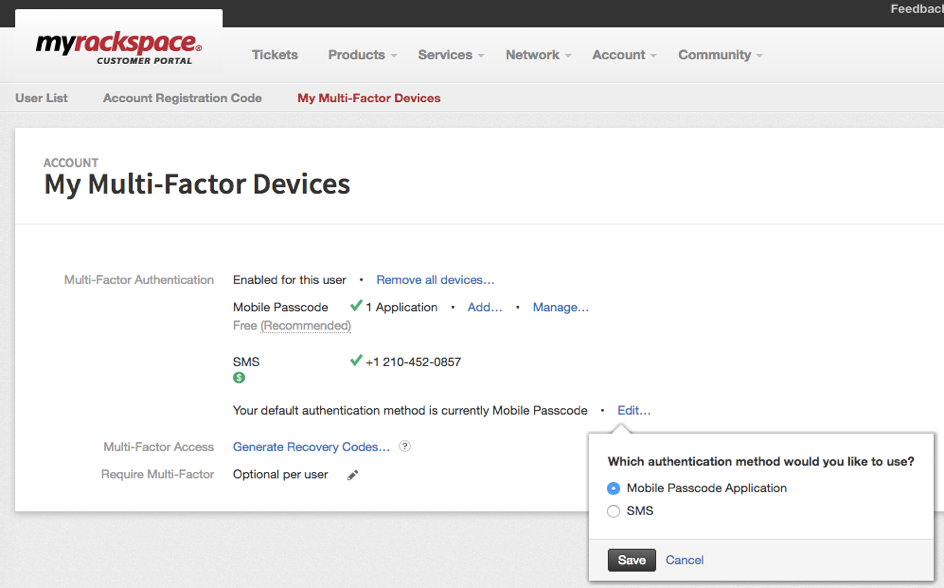 Feedback
myrackspace®
CUSTOMER PORTAL
Tickets Products Services Network Account Community
User List Account Registration Code My Multi-Factor Devices
ACCOUNT
My Multi-Factor Devices
Multi-Factor Authentication Enabled for this user • Remove all devices...
Mobile Passcode 1 Application • Add... • Manage...
Free (Recommended)
SMS +1 210-452-0857
$
Your default authentication method is currently Mobile Passcode • Edit...
Multi-Factor Access Generate Recovery Codes... ?
Require Multi-Factor Optional per user
Which authentication method would you like to use?
Mobile Passcode Application
SMS
Save Cancel